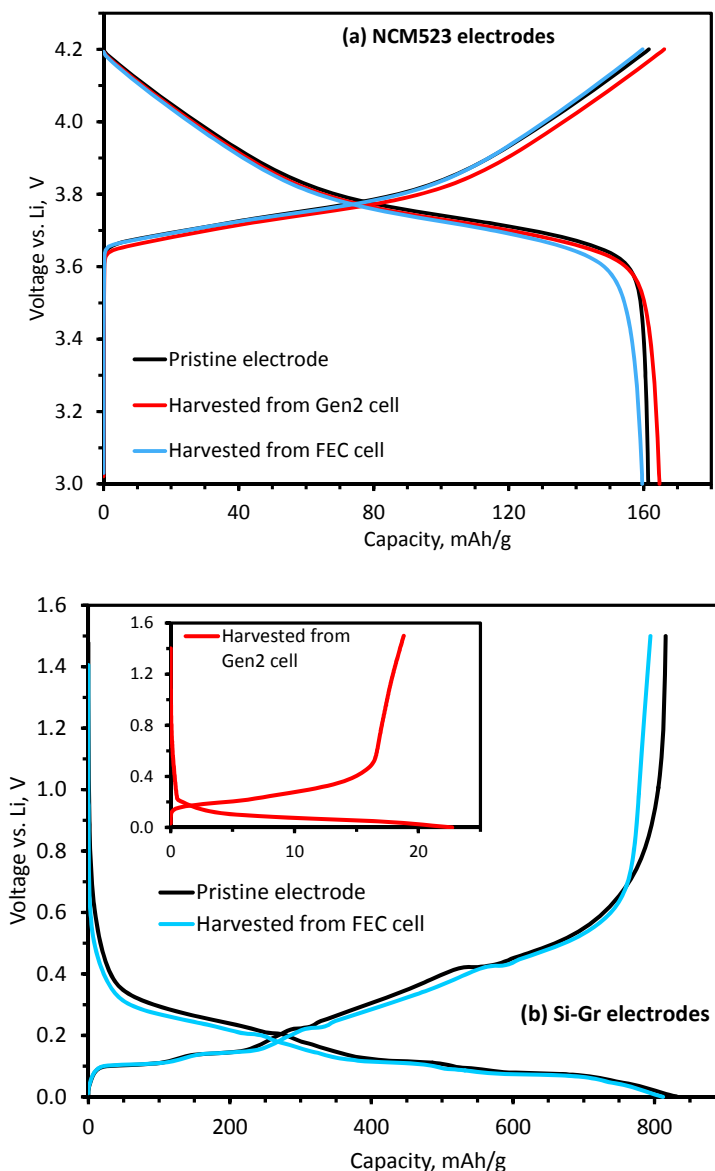 (a) NCM523 electrodes
4.2
4.0
3.8
3.6
3.4
3.2
3.0
Voltage vs. Li, V
Pristine electrode
Harvested from Gen2 cell
Harvested from FEC cell
0 40 80 120 160
Capacity, mAh/g
1.6
1.4
1.2
1.0
0.8
0.6
0.4
0.2
0.0
Voltage vs. Li, V
1.6
1.2
0.8
0.4
0.0
Harvested from
Gen2 cell
0 10 20
Pristine electrode
Harvested from FEC cell
(b) Si-Gr electrodes
0 200 400 600 800
Capacity, mAh/g